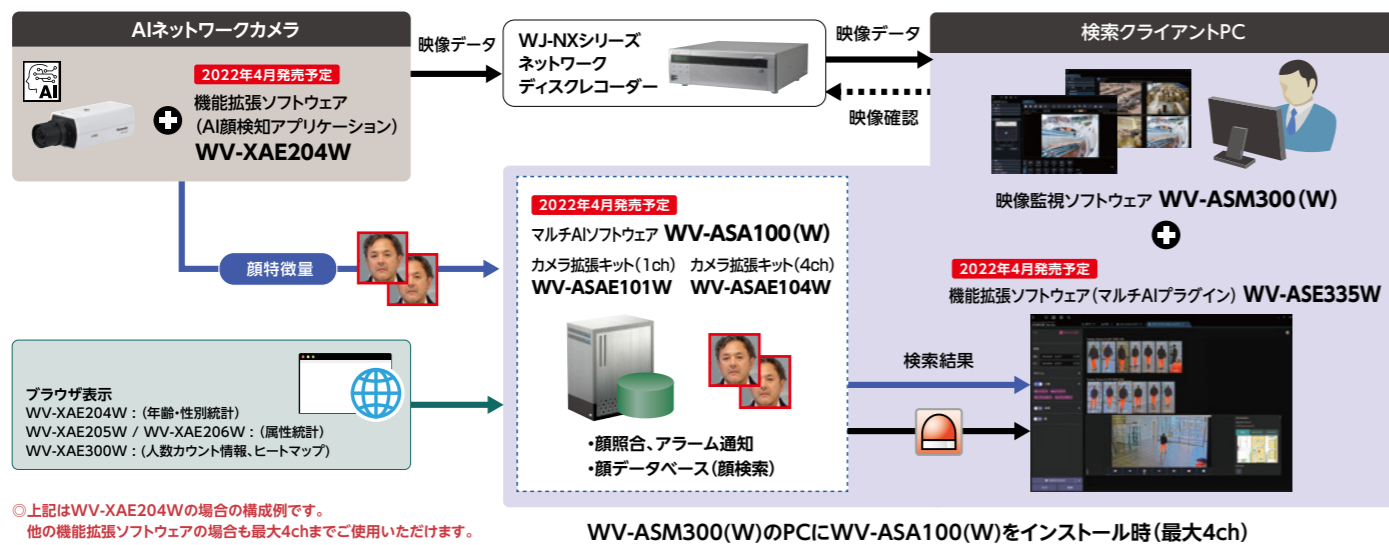 AIネットワークカメラ
AI
2022年4月発売予定
機能拡張ソフトウェア
(AI顔検知アプリケーション)
WV-XAE204W
映像データ
WJ-NXシリーズ
ネットワーク
ディスクレコーダー
映像データ
映像確認
検索クライアントPC
映像監視ソフトウェア WV-ASM300(W)
2022年4月発売予定
機能拡張ソフトウェア(マルチAIプラグイン) WV-ASE335W
顔特徴量
2022年4月発売予定
マルチAIソフトウェア WV-ASA100(W)
カメラ拡張キット(1ch) カメラ拡張キット(4ch)
WV-ASAE101W WV-ASAE104W
・顔照合、アラーム通知
・顔データベース(顔検索)
検索結果
ブラウザ表示
WV-XAE204W : (年齢・性別統計)
WV-XAE205W / WV-XAE206W : (属性統計)
WV-XAE300W : (人数カウント情報、ヒートマップ)
◎上記はWV-XAE204Wの場合の構成例です。
他の機能拡張ソフトウェアの場合も最大4chまでご使用いただけます。
WV-ASM300(W)のPCにWV-ASA100(W)をインストール時(最大4ch)